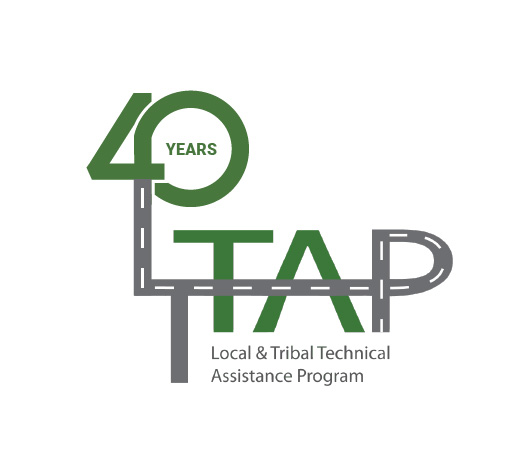 40
YEARS
LTAP
Local & Tribal Technical
Assistance Program